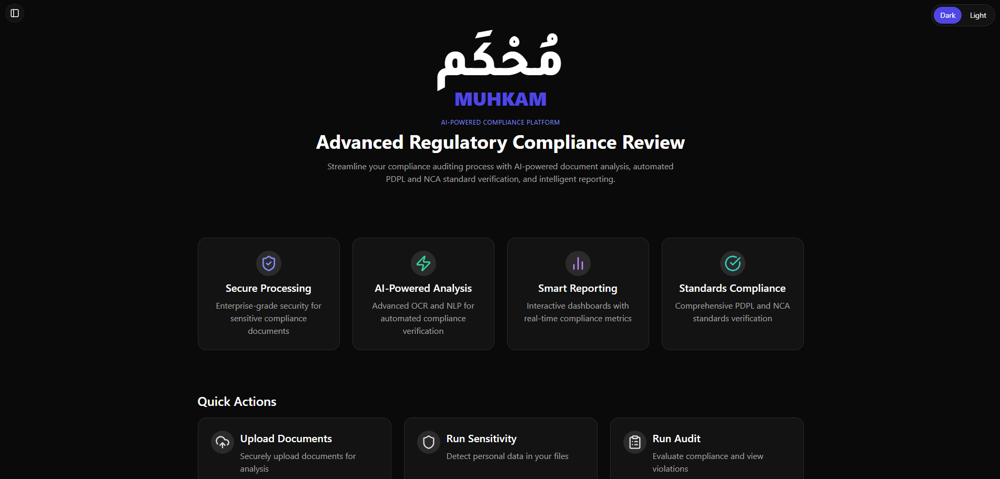 Dark Light
مُحْكَم
MUHKAM
AI-POWERED COMPLIANCE PLATFORM
Advanced Regulatory Compliance Review
Streamline your compliance auditing process with AI-powered document analysis, automated
PDPL and NCA standard verification, and intelligent reporting.
Secure Processing
Enterprise-grade security for
sensitive compliance
documents
AI-Powered Analysis
Advanced OCR and NLP for
automated compliance
verification
Smart Reporting
Interactive dashboards with
real-time compliance metrics
Standards Compliance
Comprehensive PDPL and NCA
standards verification
Quick Actions
Upload Documents
Securely upload documents for
analysis
Run Sensitivity
Detect personal data in your files
Run Audit
Evaluate compliance and view
violations